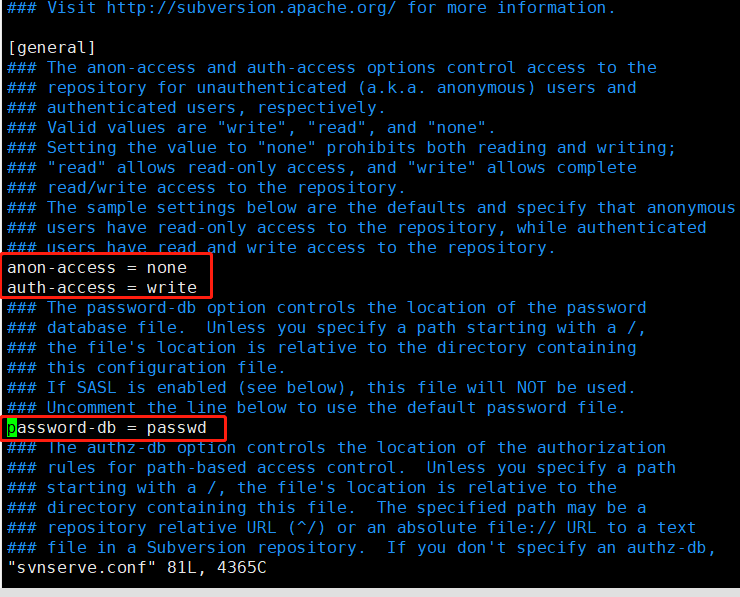 ### Visit http://subversion.apache.org/ for more information.
[general]
### The anon-access and auth-access options control access to the
### repository for unauthenticated (a.k.a. anonymous) users and
### authenticated users, respectively.
### Valid values are "write", "read", and "none".
### Setting the value to "none" prohibits both reading and writing;
### "read" allows read-only access, and "write" allows complete
### read/write access to the repository.
### The sample settings below are the defaults and specify that anonymous
### users have read-only access to the repository, while authenticated
### users have read and write access to the repository.
anon-access = none
auth-access = write
### The password-db option controls the location of the password
### database file.  Unless you specify a path starting with a /,
### the file's location is relative to the directory containing
### this configuration file.
### If SASL is enabled (see below), this file will NOT be used.
### Uncomment the line below to use the default password file.
password-db = passwd
### The authz-db option controls the location of the authorization
### rules for path-based access control.  Unless you specify a path
### starting with a /, the file's location is relative to the
### directory containing this file.  The specified path may be a
### repository relative URL (^/) or an absolute file:// URL to a text
### file in a Subversion repository.  If you don't specify an authz-db,
"svnserve.conf" 81L, 4365C